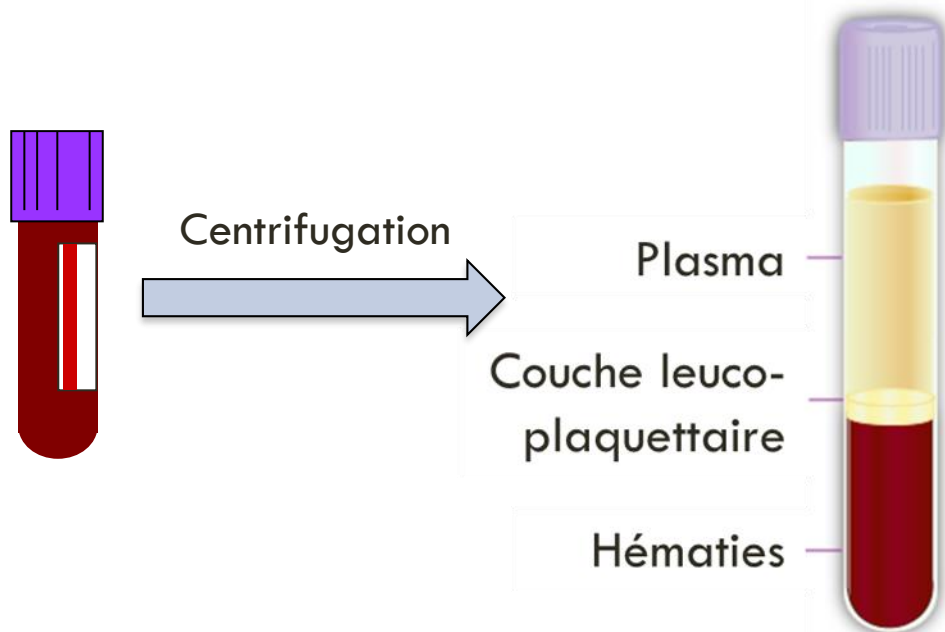 Centrifugation
Plasma
Couche leuco-
plaquettaire
Hématies